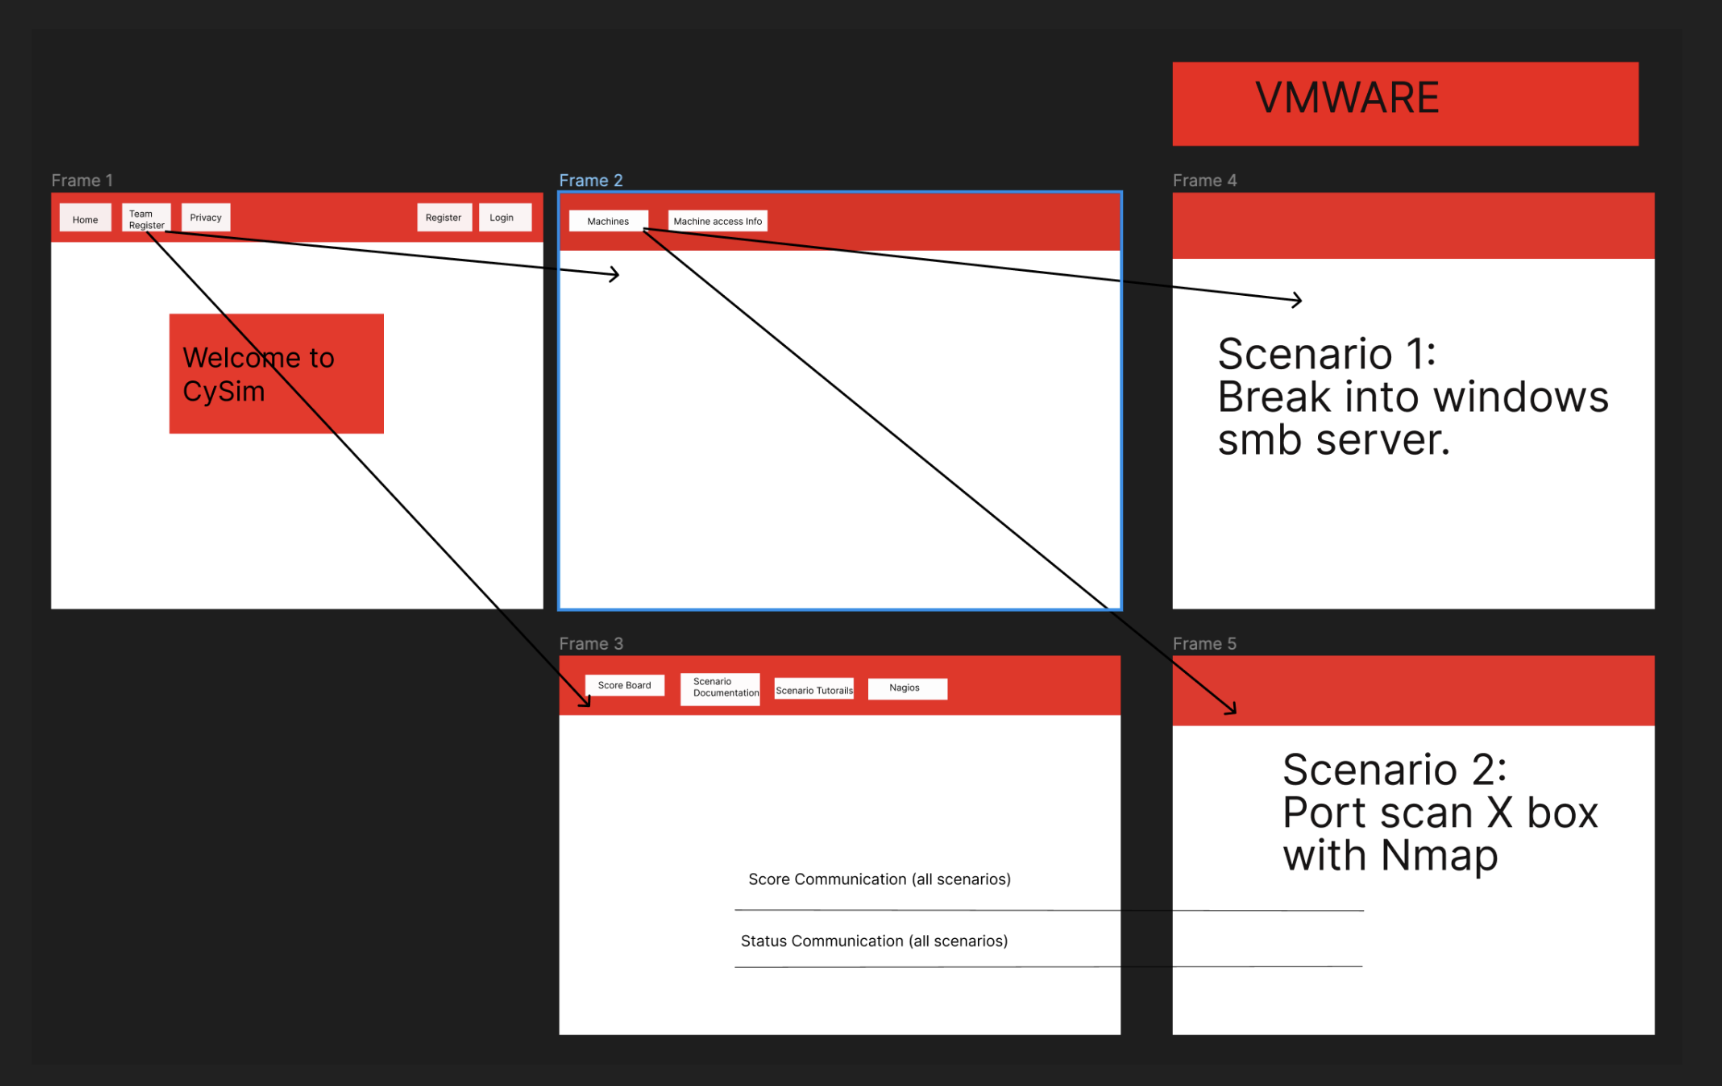 VMWARE
Frame 1
Home
Team
Register
Privacy
Register
Login
Welcome to
CySim
Frame 2
Machines
Machine access Info
Frame 4
Scenario 1:
Break into windows
smb server.
Frame 3
Score Board
Scenario
Documentation
Scenario Tutorails
Nagios
Score Communication (all scenarios)
Status Communication (all scenarios)
Frame 5
Scenario 2:
Port scan X box
with Nmap